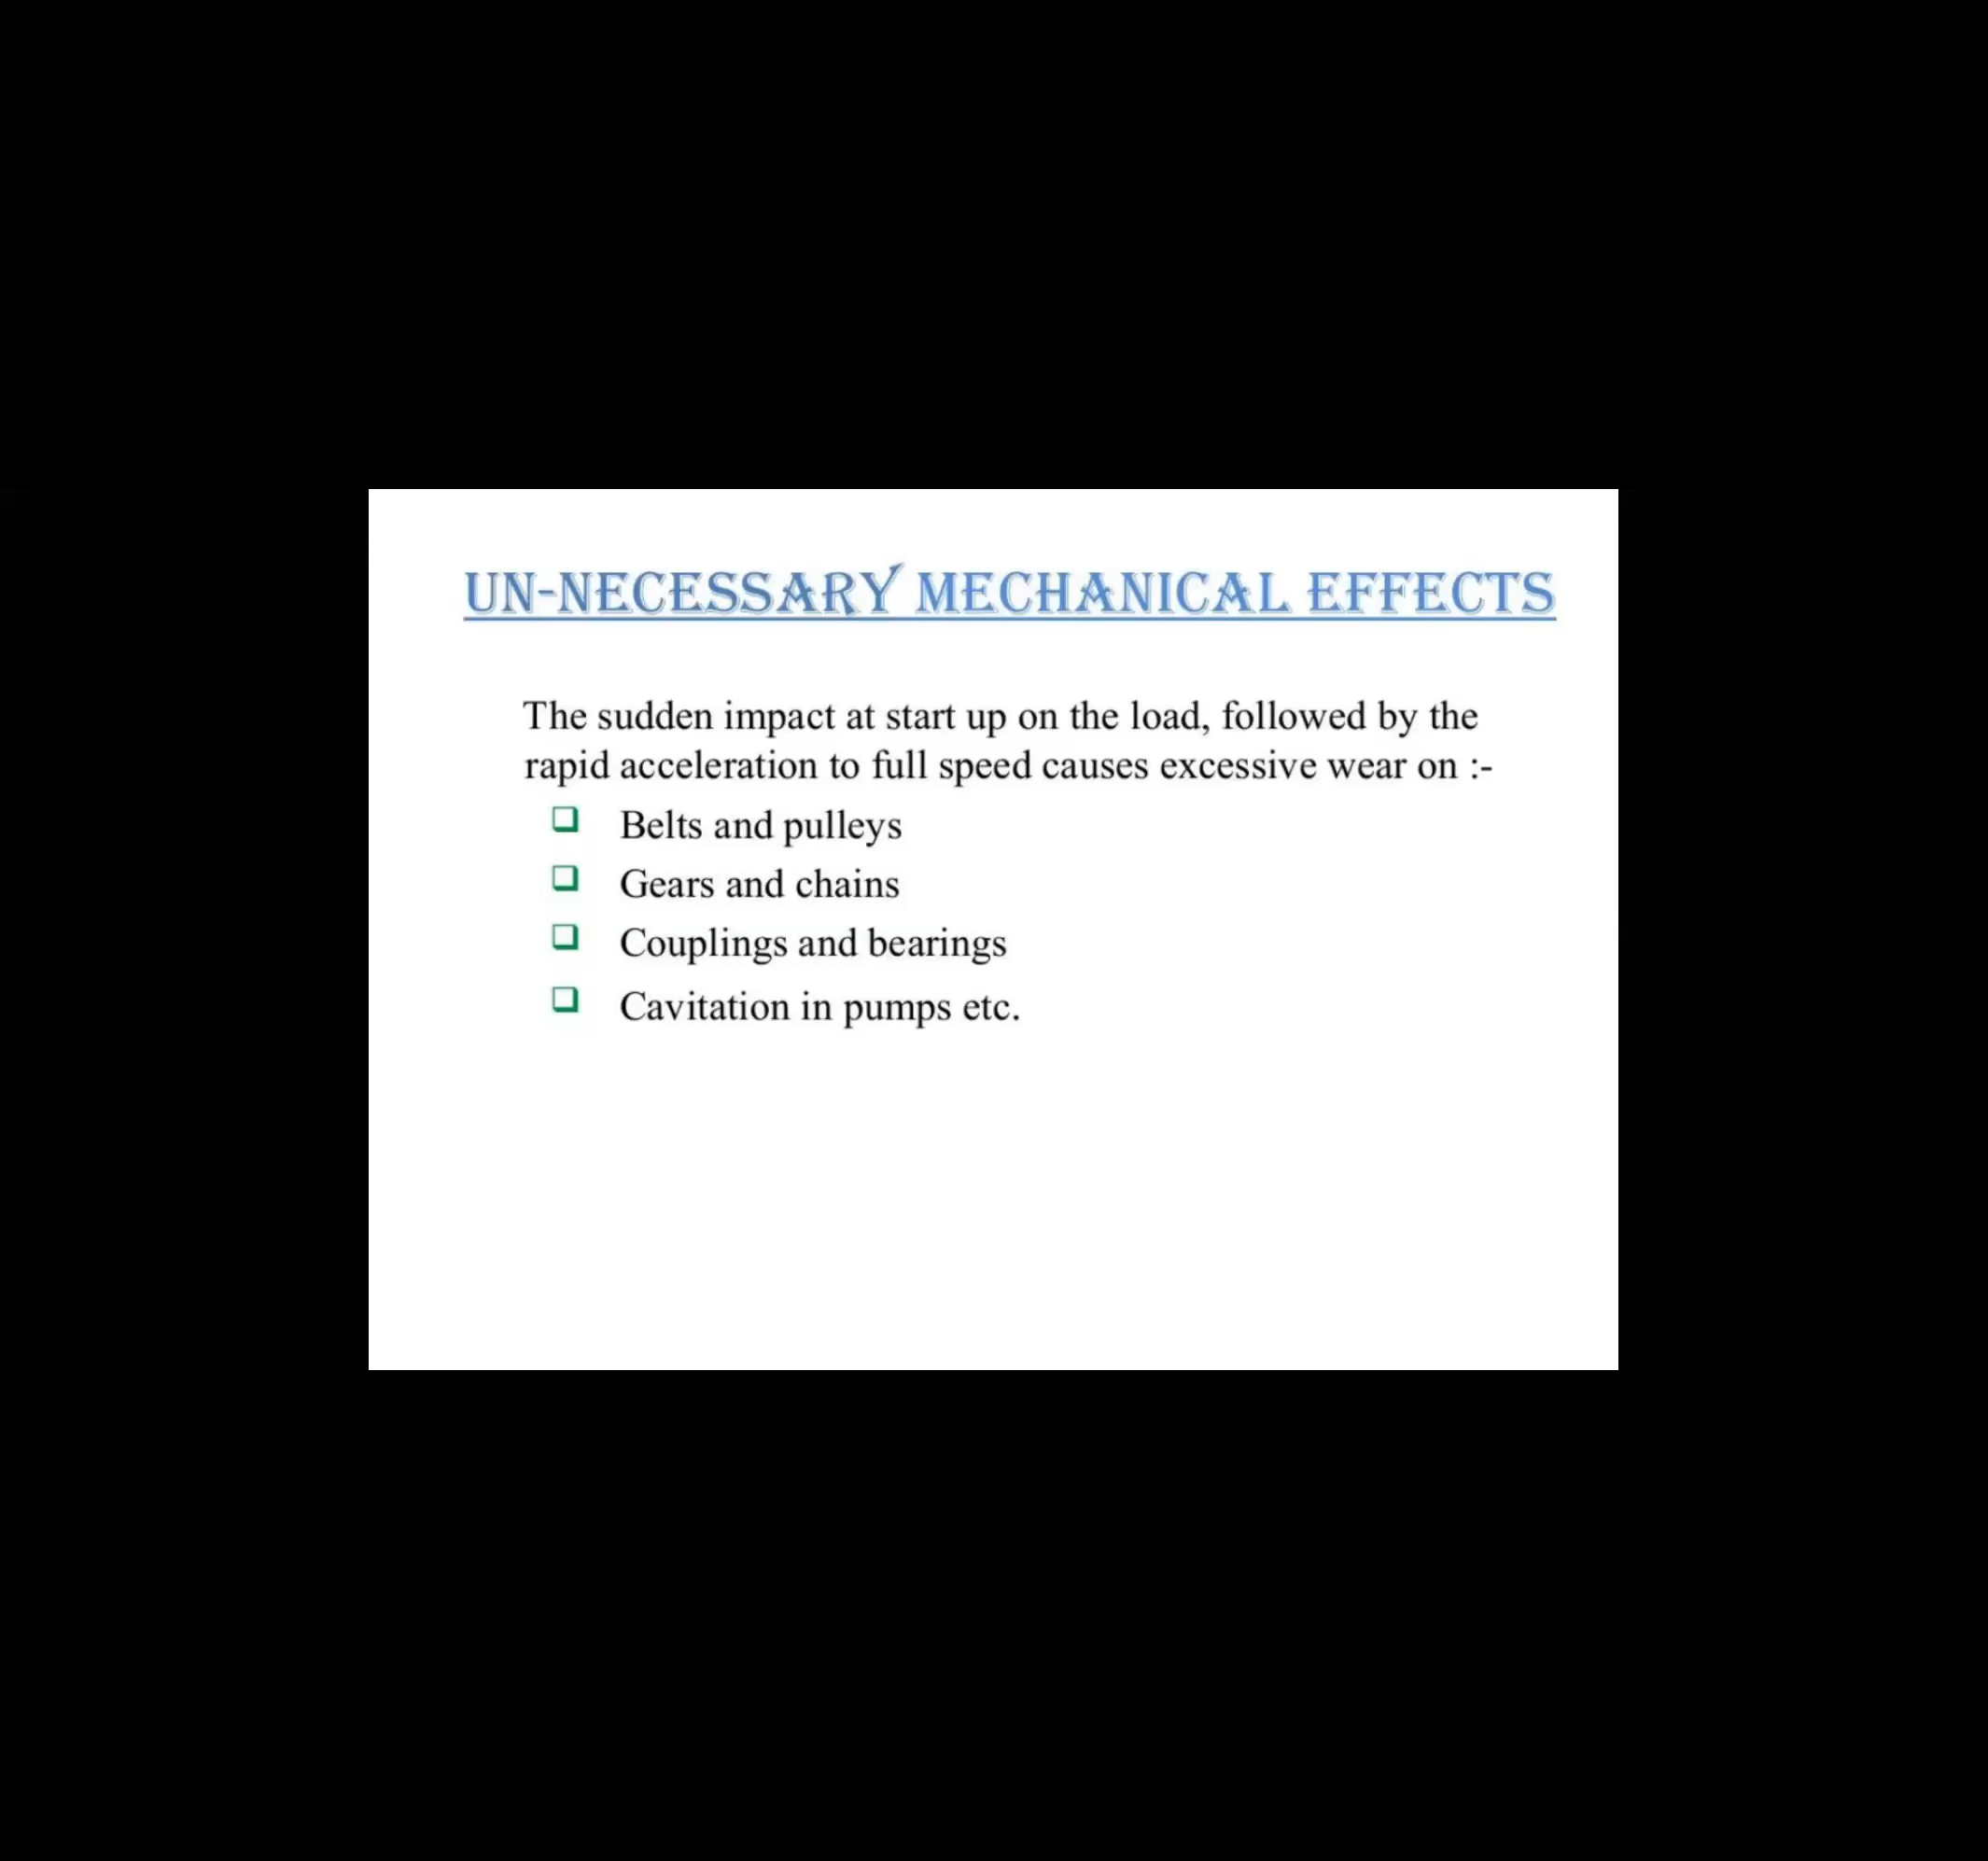 UN-NECESSARY MECHANICAL EFFECTS
The sudden impact at start up on the load, followed by the
rapid acceleration to full speed causes excessive wear on :-
Belts and pulleys
Gears and chains
Couplings and bearings
Cavitation in pumps etc.